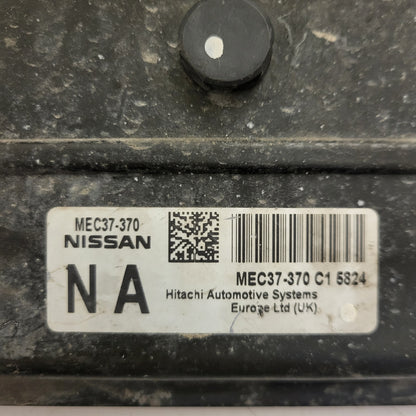 MEC37-370
NISSAN
NA
MEC37-370 C1 5824
Hitachi Automotive Systems
Europe Ltd (UK)